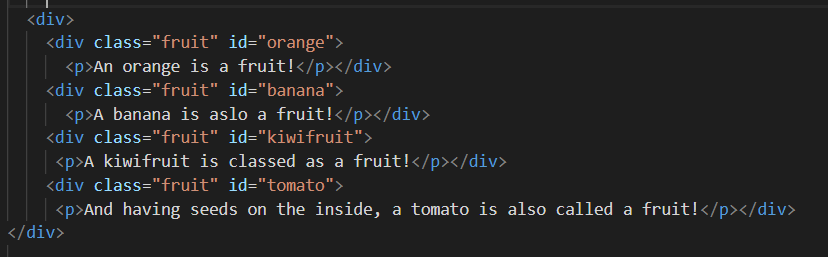 <div>
<div class="fruit" id="orange">
<p>An orange is a fruit!</p></div>
<div class="fruit" id="banana">
<p>A banana is aslo a fruit!</p></div>
<div class="fruit" id="kiwifruit">
<p>A kiwifruit is classed as a fruit!</p></div>
<div class="fruit" id="tomato">
<p>And having seeds on the inside, a tomato is also called a fruit!</p></div>
</div>